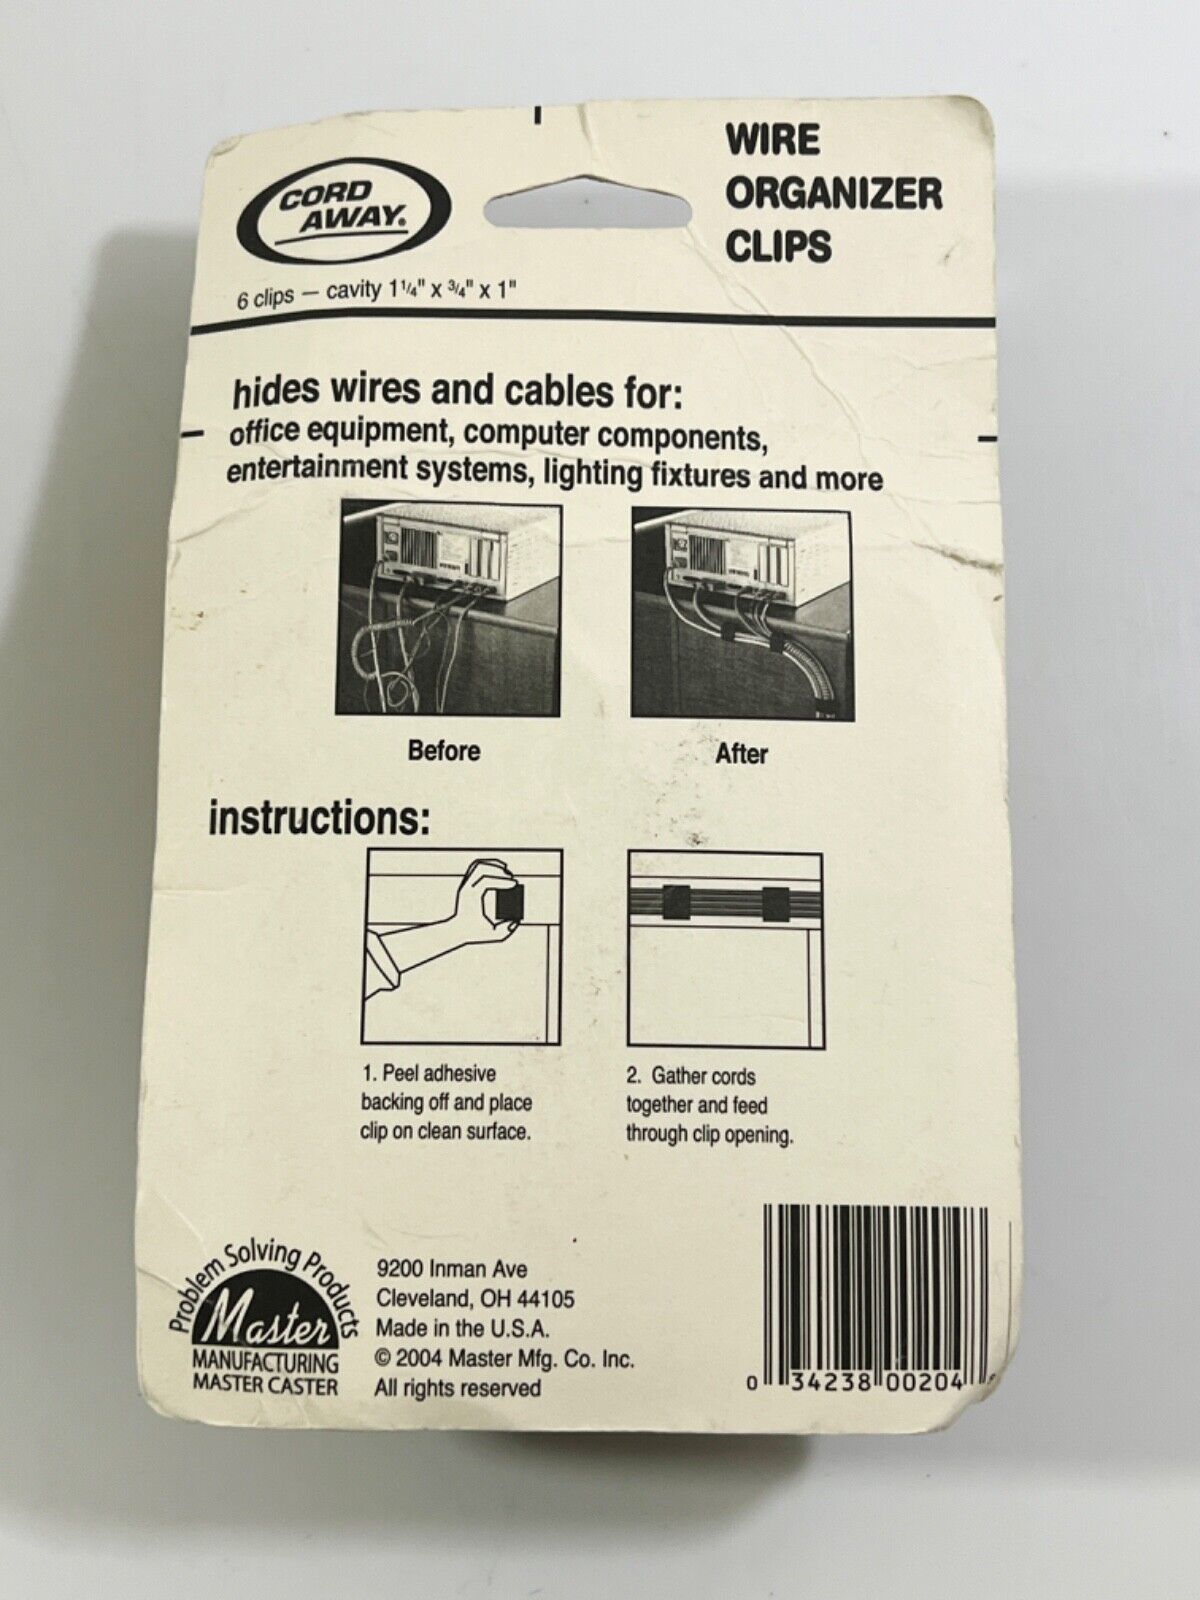 CORD
AWAY®
WIRE
ORGANIZER
CLIPS
6 clips — cavity 1 1/4" x 3/4" x 1"
hides wires and cables for:
office equipment, computer components,
entertainment systems, lighting fixtures and more
Before
After
instructions:
1. Peel adhesive
backing off and place
clip on clean surface.
2. Gather cords
together and feed
through clip opening.
Problem Solving Products
Master
MANUFACTURING
MASTER CASTER
9200 Inman Ave
Cleveland, OH 44105
Made in the U.S.A.
© 2004 Master Mfg. Co. Inc.
All rights reserved
0 34238 00204